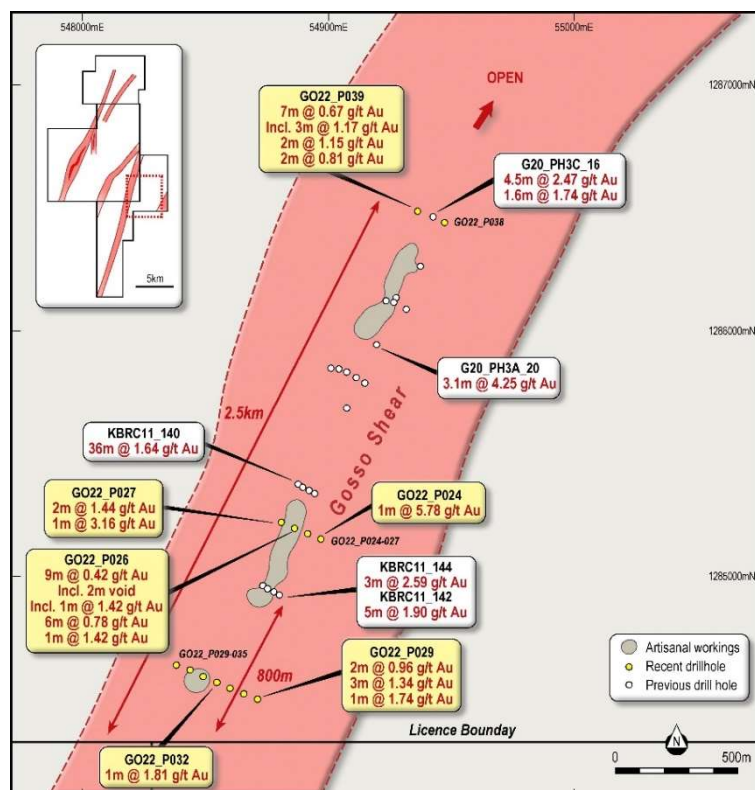 548000mE
54900mE
55000mE
1287000mN
1286000mN
1285000mN
5km
OPEN
GO22_P039
7m @ 0.67 g/t Au
Incl. 3m @ 1.17 g/t Au
2m @ 1.15 g/t Au
2m @ 0.81 g/t Au
G20_PH3C_16
4.5m @ 2.47 g/t Au
1.6m @ 1.74 g/t Au
GO22_P038
G20_PH3A_20
3.1m @ 4.25 g/t Au
2.5km
Gosso Shear
KBRC11_140
36m @ 1.64 g/t Au
GO22_P027
2m @ 1.44 g/t Au
1m @ 3.16 g/t Au
GO22_P024
1m @ 5.78 g/t Au
GO22_P024-027
GO22_P026
9m @ 0.42 g/t Au
Incl. 2m void
Incl. 1m @ 1.42 g/t Au
6m @ 0.78 g/t Au
1m @ 1.42 g/t Au
KBRC11_144
3m @ 2.59 g/t Au
KBRC11_142
5m @ 1.90 g/t Au
GO22_P029-035
800m
GO22_P029
2m @ 0.96 g/t Au
3m @ 1.34 g/t Au
1m @ 1.74 g/t Au
GO22_P032
1m @ 1.81 g/t Au
Licence Bounday
Artisanal workings
Recent drillhole
Previous drill hole
N
0 500m